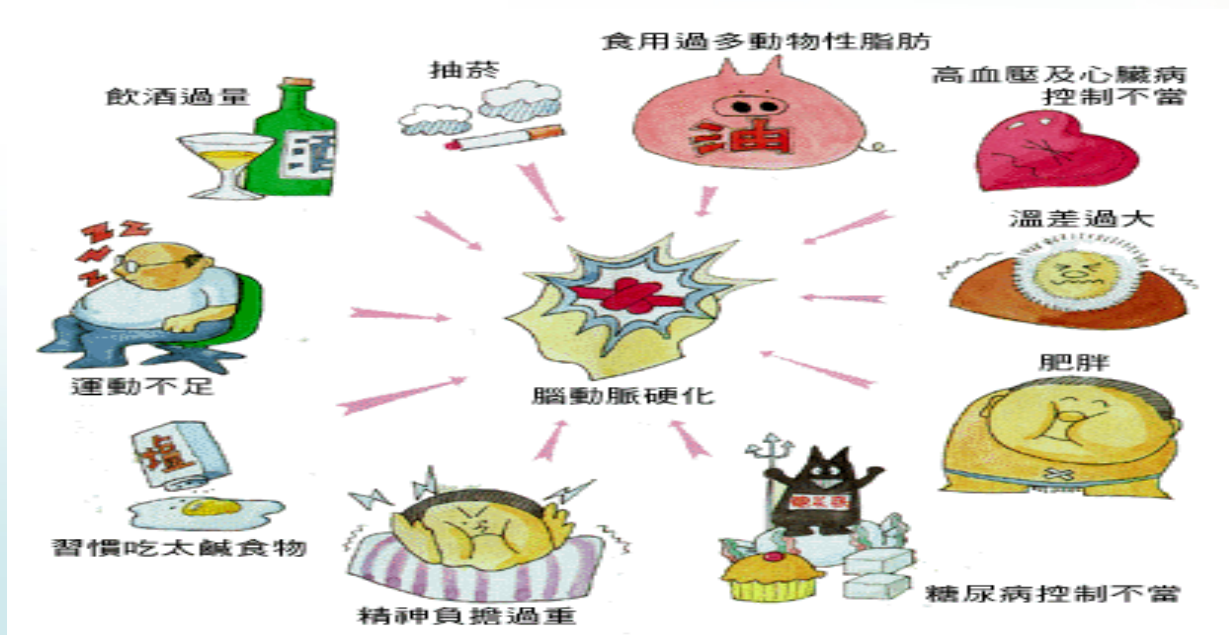 食用過多動物性脂肪
抽菸
飲酒過量
高血壓及心臟病
控制不當
酒
油
溫差過大
運動不足
肥胖
腦動脈硬化
塩
習慣吃太鹹食物
精神負擔過重
糖尿病控制不當